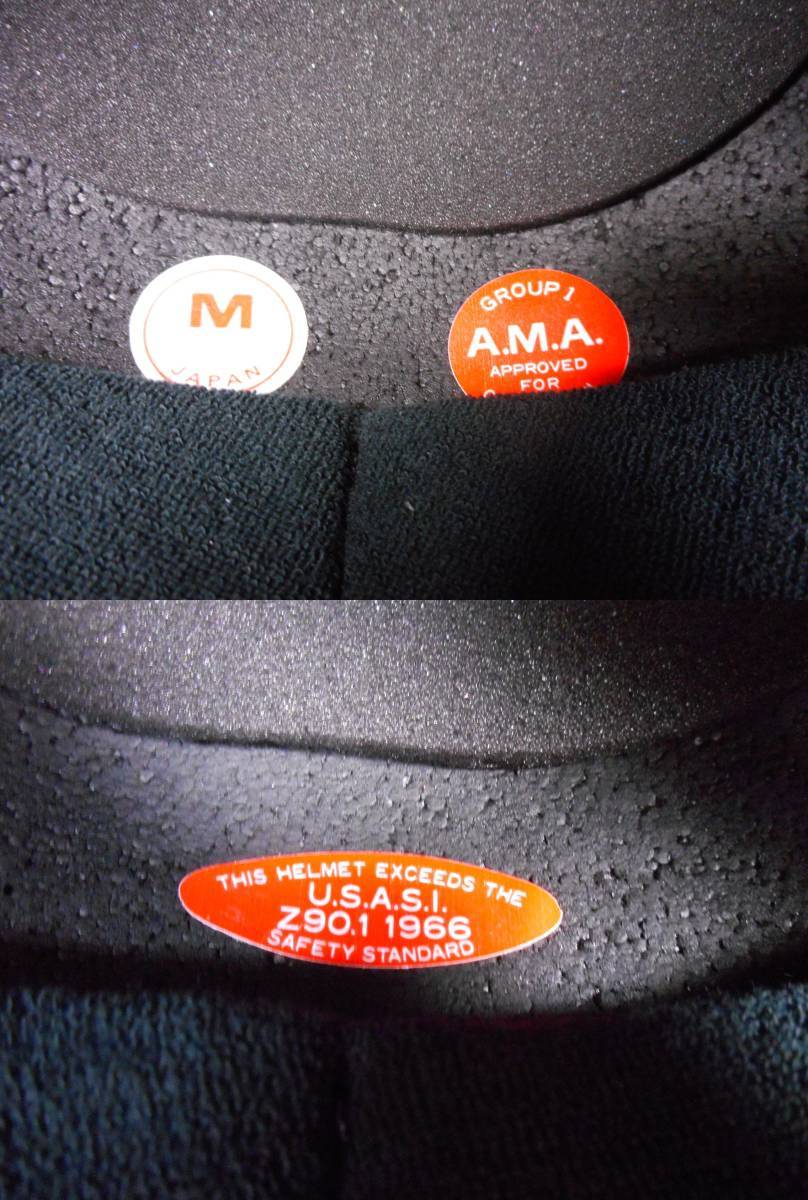 M
JAPAN
GROUP 1
A.M.A.
APPROVED
FOR
THIS HELMET EXCEEDS THE
U.S.A.S.I.
Z90.1 1966
SAFETY STANDARD